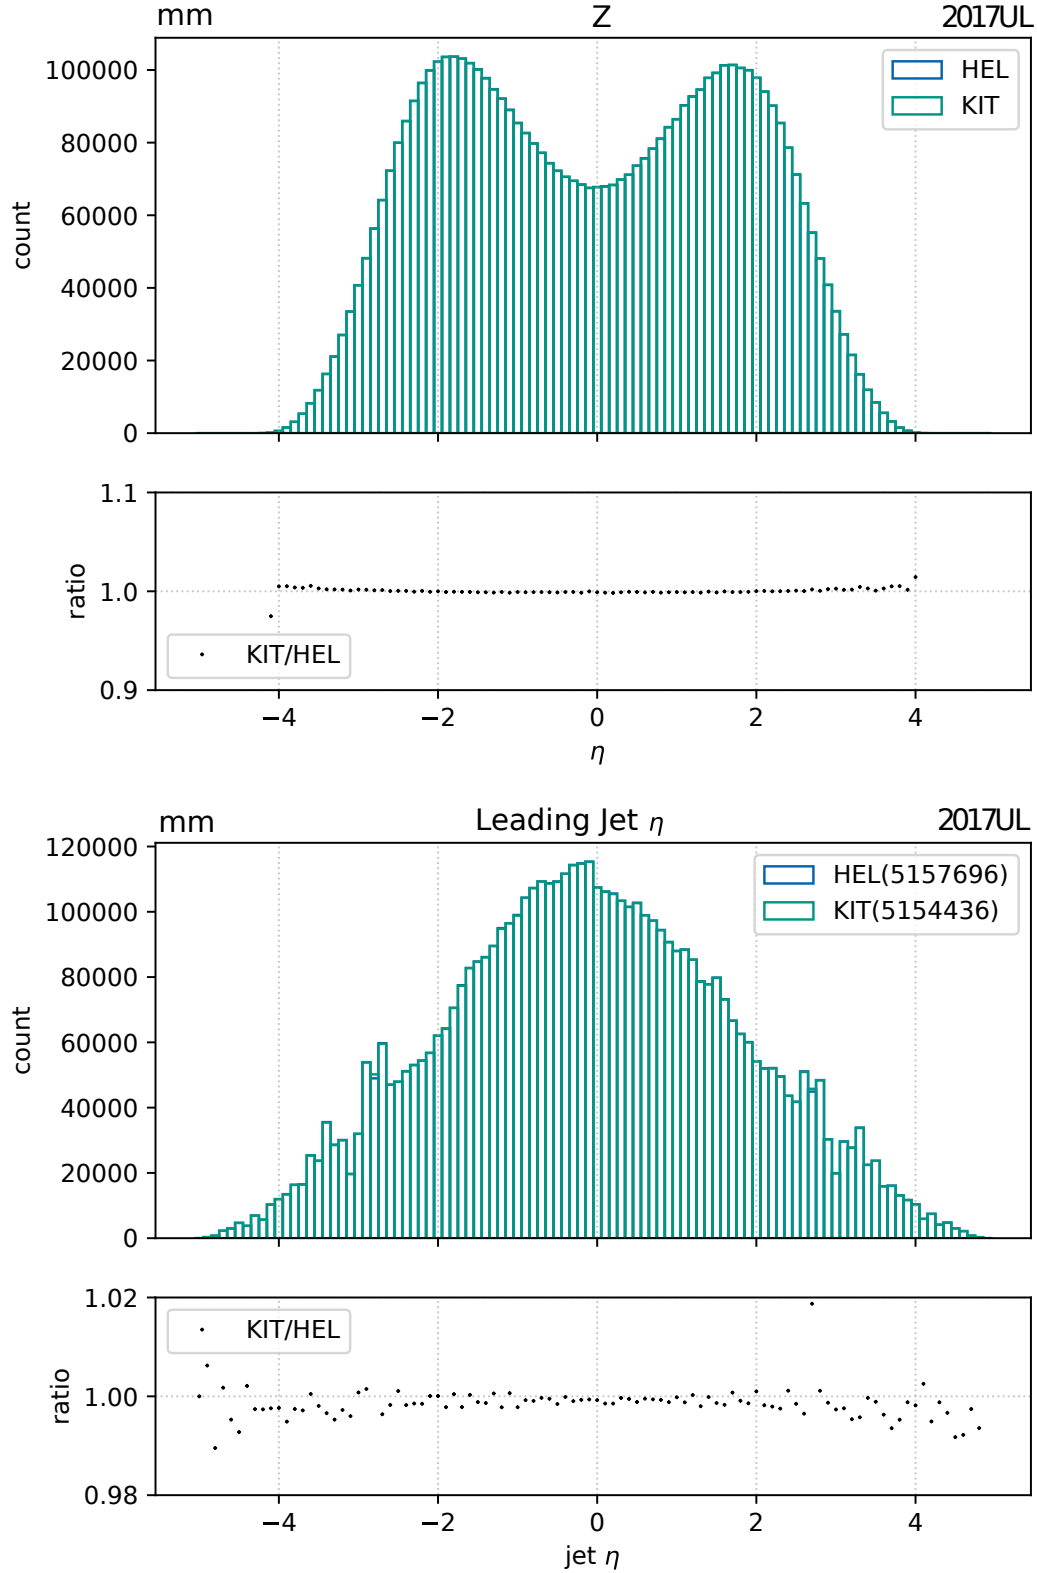 mm Z 2017UL
100000
80000
60000
40000
20000
0
count
HEL
KIT
1.1
1.0
0.9
ratio
KIT/HEL
−4 −2 0 2 4
η
mm Leading Jet η 2017UL
120000
100000
80000
60000
40000
20000
0
count
HEL(5157696)
KIT(5154436)
1.02
1.00
0.98
ratio
KIT/HEL
−4 −2 0 2 4
jet η